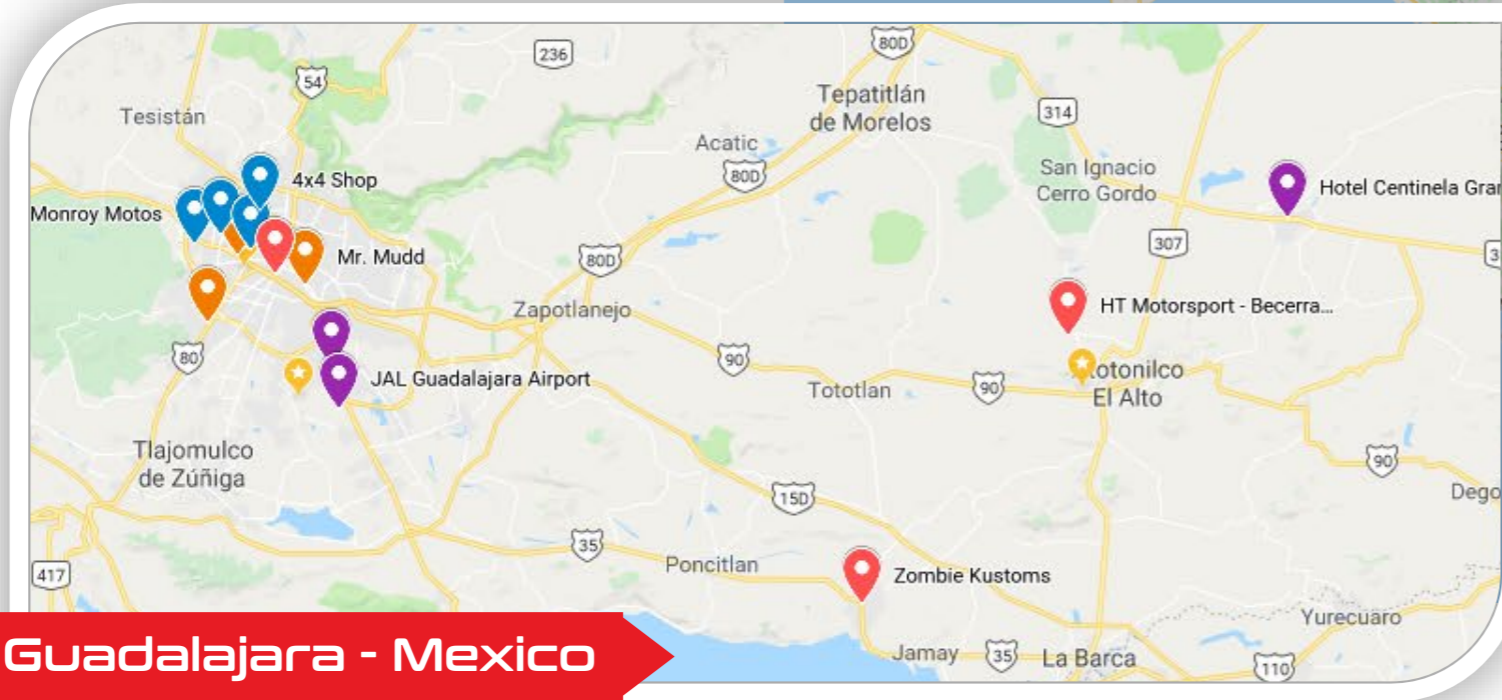 236
80D
54
Tepatitlán
de Morelos
Tesistán
314
Acatic
80D
San Ignacio
Cerro Gordo
4x4 Shop
Hotel Centinela Gra
Monroy Motos
307
Mr. Mudd
80D
Zapotlanejo
HT Motorsport - Becerra...
80
90
JAL Guadalajara Airport
Tototlan
90
otonilco
El Alto
Tlajomulco
de Zúñiga
90
15D
Dego
35
Poncitlan
417
Zombie Kustoms
Yurecuaro
Guadalajara - Mexico
Jamay
35
La Barca
110